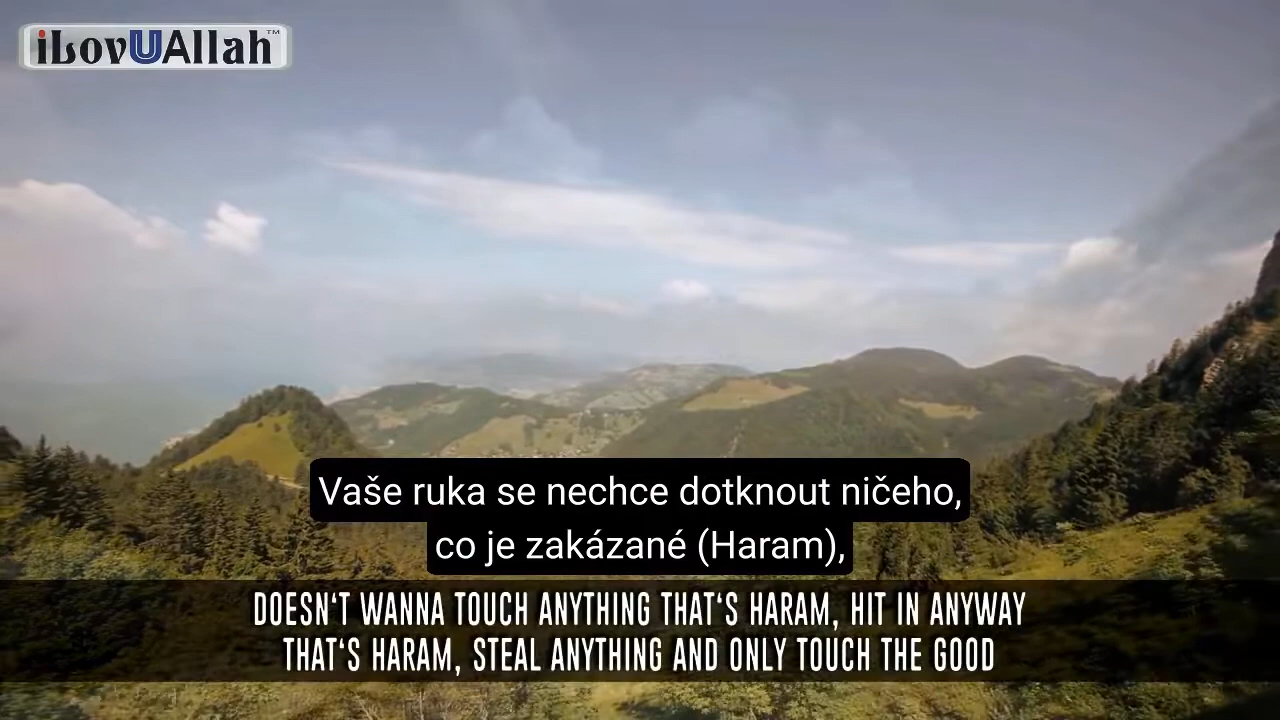 iLovUAllah™
Vaše ruka se nechce dotknout ničeho,
co je zakázané (Haram),
DOESN'T WANNA TOUCH ANYTHING THAT'S HARAM, HIT IN ANYWAY
THAT'S HARAM, STEAL ANYTHING AND ONLY TOUCH THE GOOD